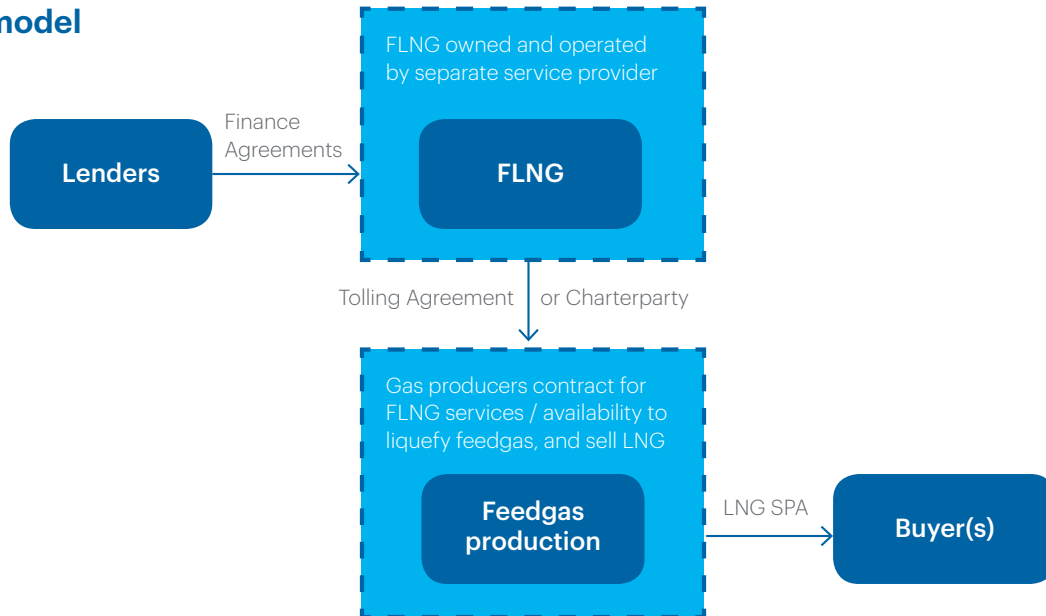 model
FLNG owned and operated
by separate service provider
Finance
Agreements
Lenders
FLNG
Tolling Agreement
or Charterparty
Gas producers contract for
FLNG services / availability to
liquefy feedgas, and sell LNG
Feedgas
production
LNG SPA
Buyer(s)